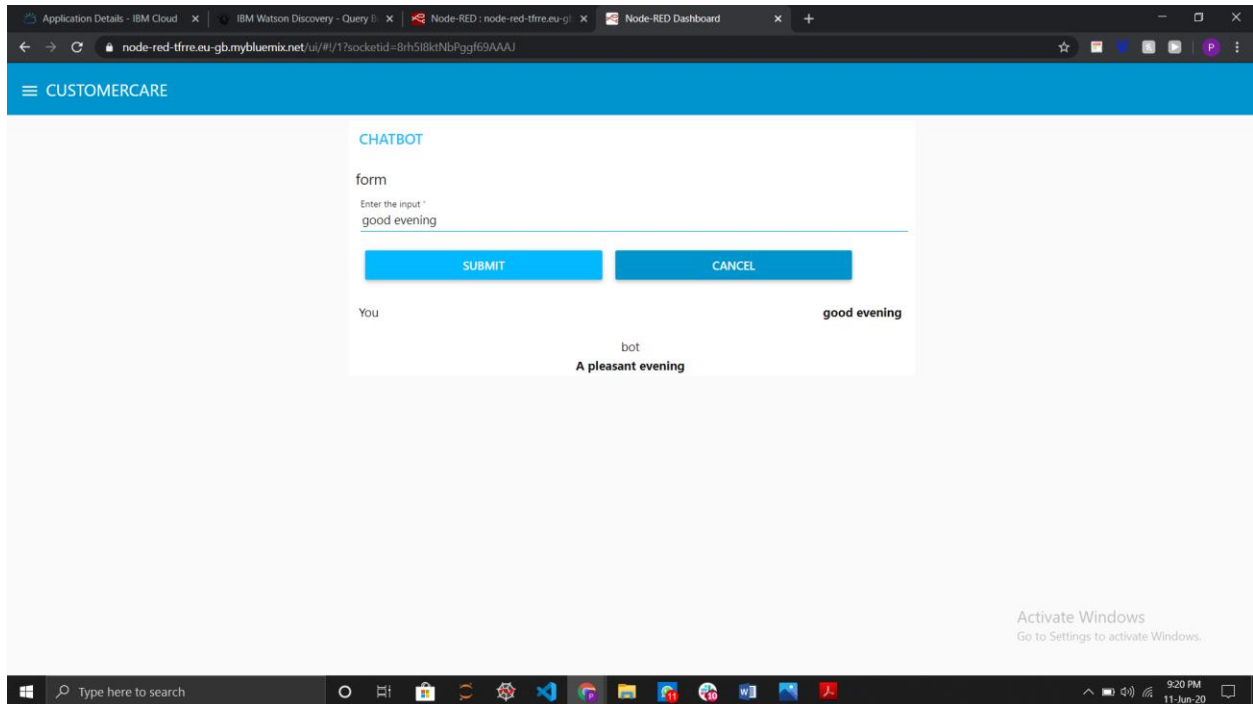 Application Details - IBM Cloud
IBM Watson Discovery - Query B
Node-RED : node-red-tfrre.eu-gl
Node-RED Dashboard
node-red-tfrre.eu-gb.mybluemix.net/ui/#!/1?socketid=8rh5I8ktNbPggf69AAAJ
P
CUSTOMERCARE
CHATBOT
form
Enter the input *
good evening
SUBMIT CANCEL
You good evening
bot
A pleasant evening
Activate Windows
Go to Settings to activate Windows.
Type here to search
9:20 PM
11-Jun-20